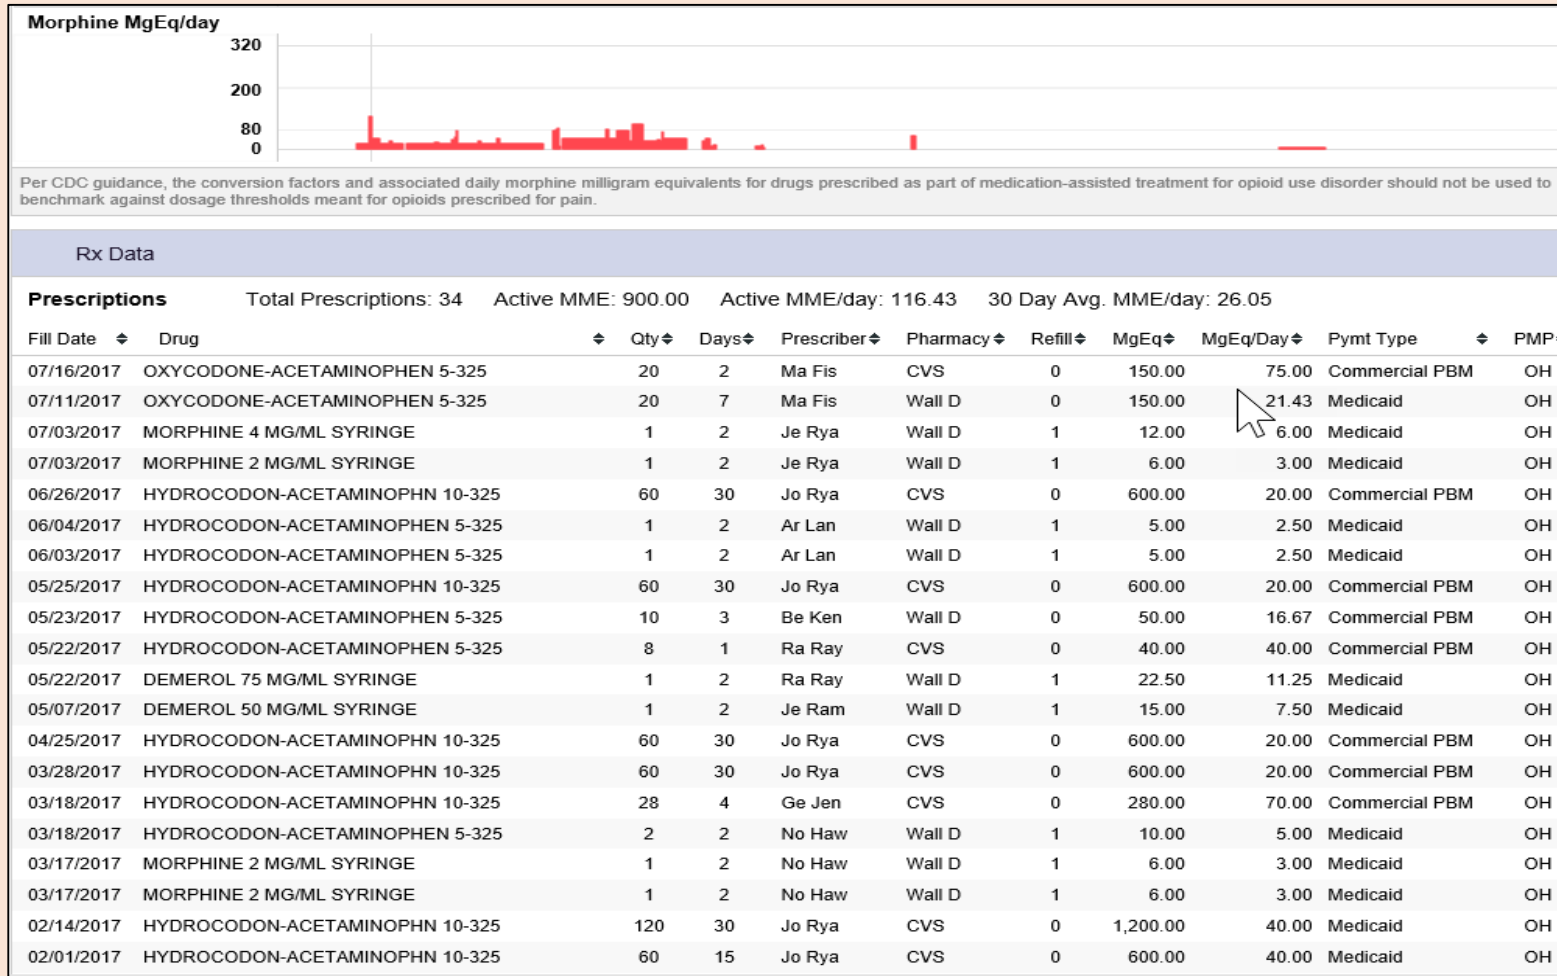 Morphine MgEq/day
320
200
80
0
Per CDC guidance, the conversion factors and associated daily morphine milligram equivalents for drugs prescribed as part of medication-assisted treatment for opioid use disorder should not be used to
benchmark against dosage thresholds meant for opioids prescribed for pain.
Rx Data
Prescriptions Total Prescriptions: 34 Active MME: 900.00 Active MME/day: 116.43 30 Day Avg. MME/day: 26.05
Fill Date Drug Qty Days Prescriber Pharmacy Refill MgEq MgEq/Day Pymt Type PMP
07/16/2017 OXYCODONE-ACETAMINOPHEN 5-325 20 2 Ma Fis CVS 0 150.00 75.00 Commercial PBM OH
07/11/2017 OXYCODONE-ACETAMINOPHEN 5-325 20 7 Ma Fis Wall D 0 150.00 21.43 Medicaid OH
07/03/2017 MORPHINE 4 MG/ML SYRINGE 1 2 Je Rya Wall D 1 12.00 6.00 Medicaid OH
07/03/2017 MORPHINE 2 MG/ML SYRINGE 1 2 Je Rya Wall D 1 6.00 3.00 Medicaid OH
06/26/2017 HYDROCODON-ACETAMINOPHN 10-325 60 30 Jo Rya CVS 0 600.00 20.00 Commercial PBM OH
06/04/2017 HYDROCODON-ACETAMINOPHEN 5-325 1 2 Ar Lan Wall D 1 5.00 2.50 Medicaid OH
06/03/2017 HYDROCODON-ACETAMINOPHEN 5-325 1 2 Ar Lan Wall D 1 5.00 2.50 Medicaid OH
05/25/2017 HYDROCODON-ACETAMINOPHN 10-325 60 30 Jo Rya CVS 0 600.00 20.00 Commercial PBM OH
05/23/2017 HYDROCODON-ACETAMINOPHEN 5-325 10 3 Be Ken Wall D 0 50.00 16.67 Commercial PBM OH
05/22/2017 HYDROCODON-ACETAMINOPHEN 5-325 8 1 Ra Ray CVS 0 40.00 40.00 Commercial PBM OH
05/22/2017 DEMEROL 75 MG/ML SYRINGE 1 2 Ra Ray Wall D 1 22.50 11.25 Medicaid OH
05/07/2017 DEMEROL 50 MG/ML SYRINGE 1 2 Je Ram Wall D 1 15.00 7.50 Medicaid OH
04/25/2017 HYDROCODON-ACETAMINOPHN 10-325 60 30 Jo Rya CVS 0 600.00 20.00 Commercial PBM OH
03/28/2017 HYDROCODON-ACETAMINOPHN 10-325 60 30 Jo Rya CVS 0 600.00 20.00 Commercial PBM OH
03/18/2017 HYDROCODON-ACETAMINOPHN 10-325 28 4 Ge Jen CVS 0 280.00 70.00 Commercial PBM OH
03/18/2017 HYDROCODON-ACETAMINOPHEN 5-325 2 2 No Haw Wall D 1 10.00 5.00 Medicaid OH
03/17/2017 MORPHINE 2 MG/ML SYRINGE 1 2 No Haw Wall D 1 6.00 3.00 Medicaid OH
03/17/2017 MORPHINE 2 MG/ML SYRINGE 1 2 No Haw Wall D 1 6.00 3.00 Medicaid OH
02/14/2017 HYDROCODON-ACETAMINOPHN 10-325 120 30 Jo Rya CVS 0 1,200.00 40.00 Medicaid OH
02/01/2017 HYDROCODON-ACETAMINOPHN 10-325 60 15 Jo Rya CVS 0 600.00 40.00 Medicaid OH